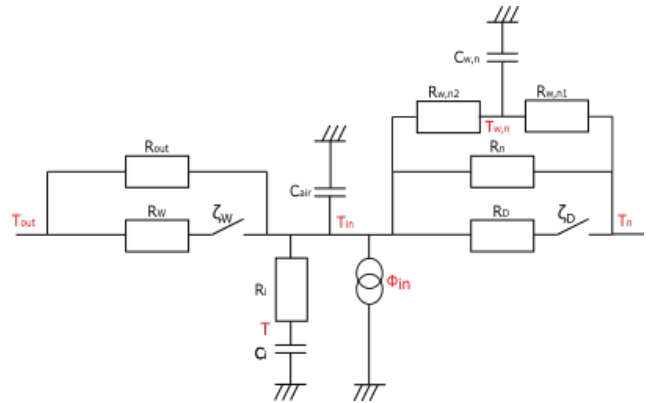 Cw,n
Rw,n2
Rw,n1
Tw,n
Rout
Rn
Cair
Tout
RW
ζW
Tin
RD
ζD
Tn
Ri
Φin
T
Ci